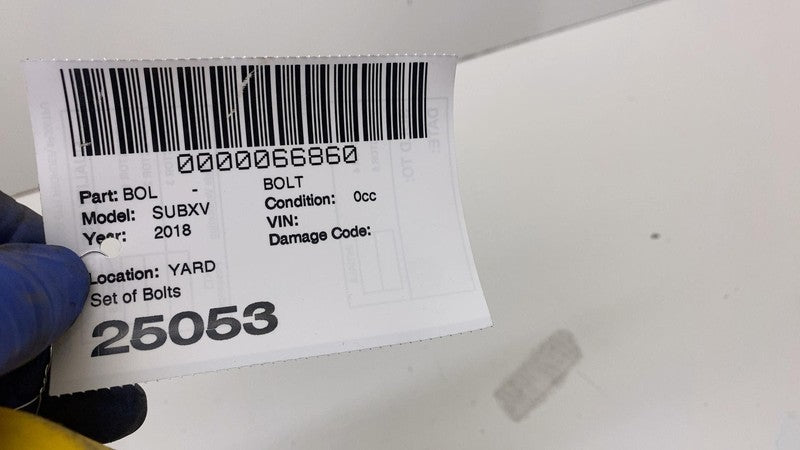 0000066860
Part: BOL - BOLT
Model: SUBXV Condition: 0cc
Year: 2018 VIN:
Damage Code:
Location: YARD
Set of Bolts
25053